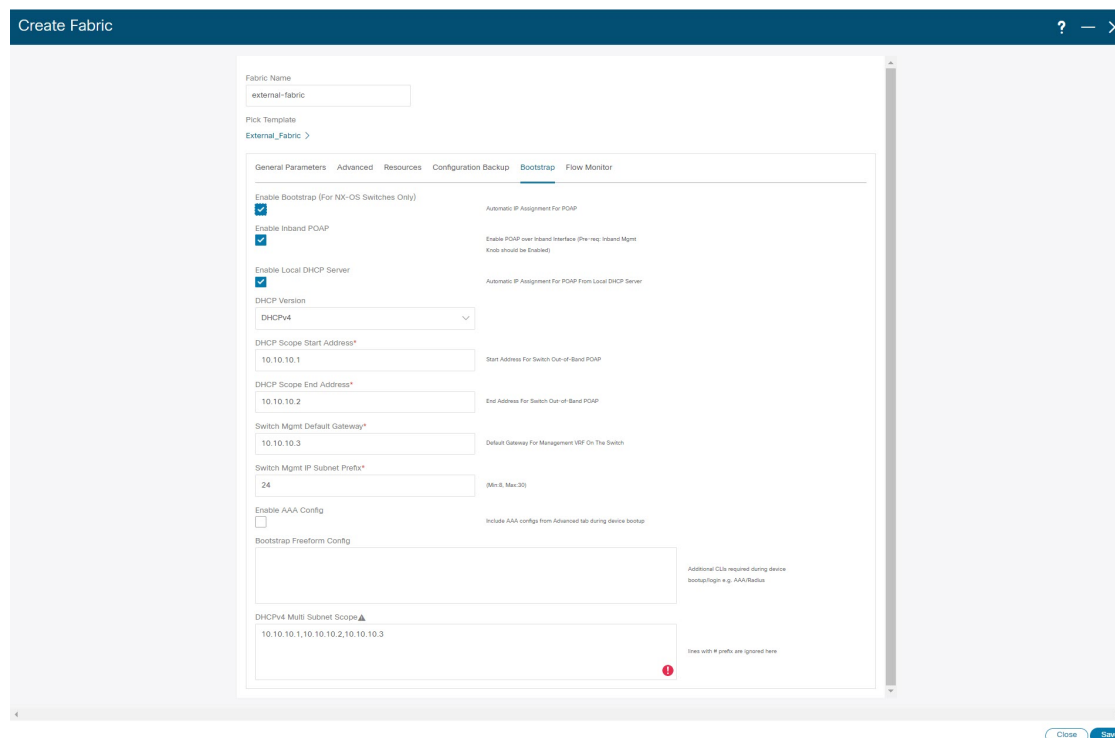 Create Fabric
?
Fabric Name
external-fabric
Pick Template
External_Fabric >
General Parameters Advanced Resources Configuration Backup Bootstrap Flow Monitor
Enable Bootstrap (For NX-OS Switches Only)
Automatic IP Assignment For POAP
Enable Inband POAP
Enable POAP over Inband Interface (Pre-req: Inband Mgmt
Knob should be Enabled)
Enable Local DHCP Server
Automatic IP Assignment For POAP From Local DHCP Server
DHCP Version
DHCPv4
DHCP Scope Start Address*
10.10.10.1
Start Address For Switch Out-of-Band POAP
DHCP Scope End Address*
10.10.10.2
End Address For Switch Out-of-Band POAP
Switch Mgmt Default Gateway*
10.10.10.3
Default Gateway For Management VRF On The Switch
Switch Mgmt IP Subnet Prefix*
24
(Min:8, Max:30)
Enable AAA Config
Include AAA configs from Advanced tab during device bootup
Bootstrap Freeform Config
Additional CLIs required during device
bootup/login e.g. AAA/Radius
DHCPv4 Multi Subnet Scope
10.10.10.1,10.10.10.2,10.10.10.3
lines with # prefix are ignored here
Close Sav